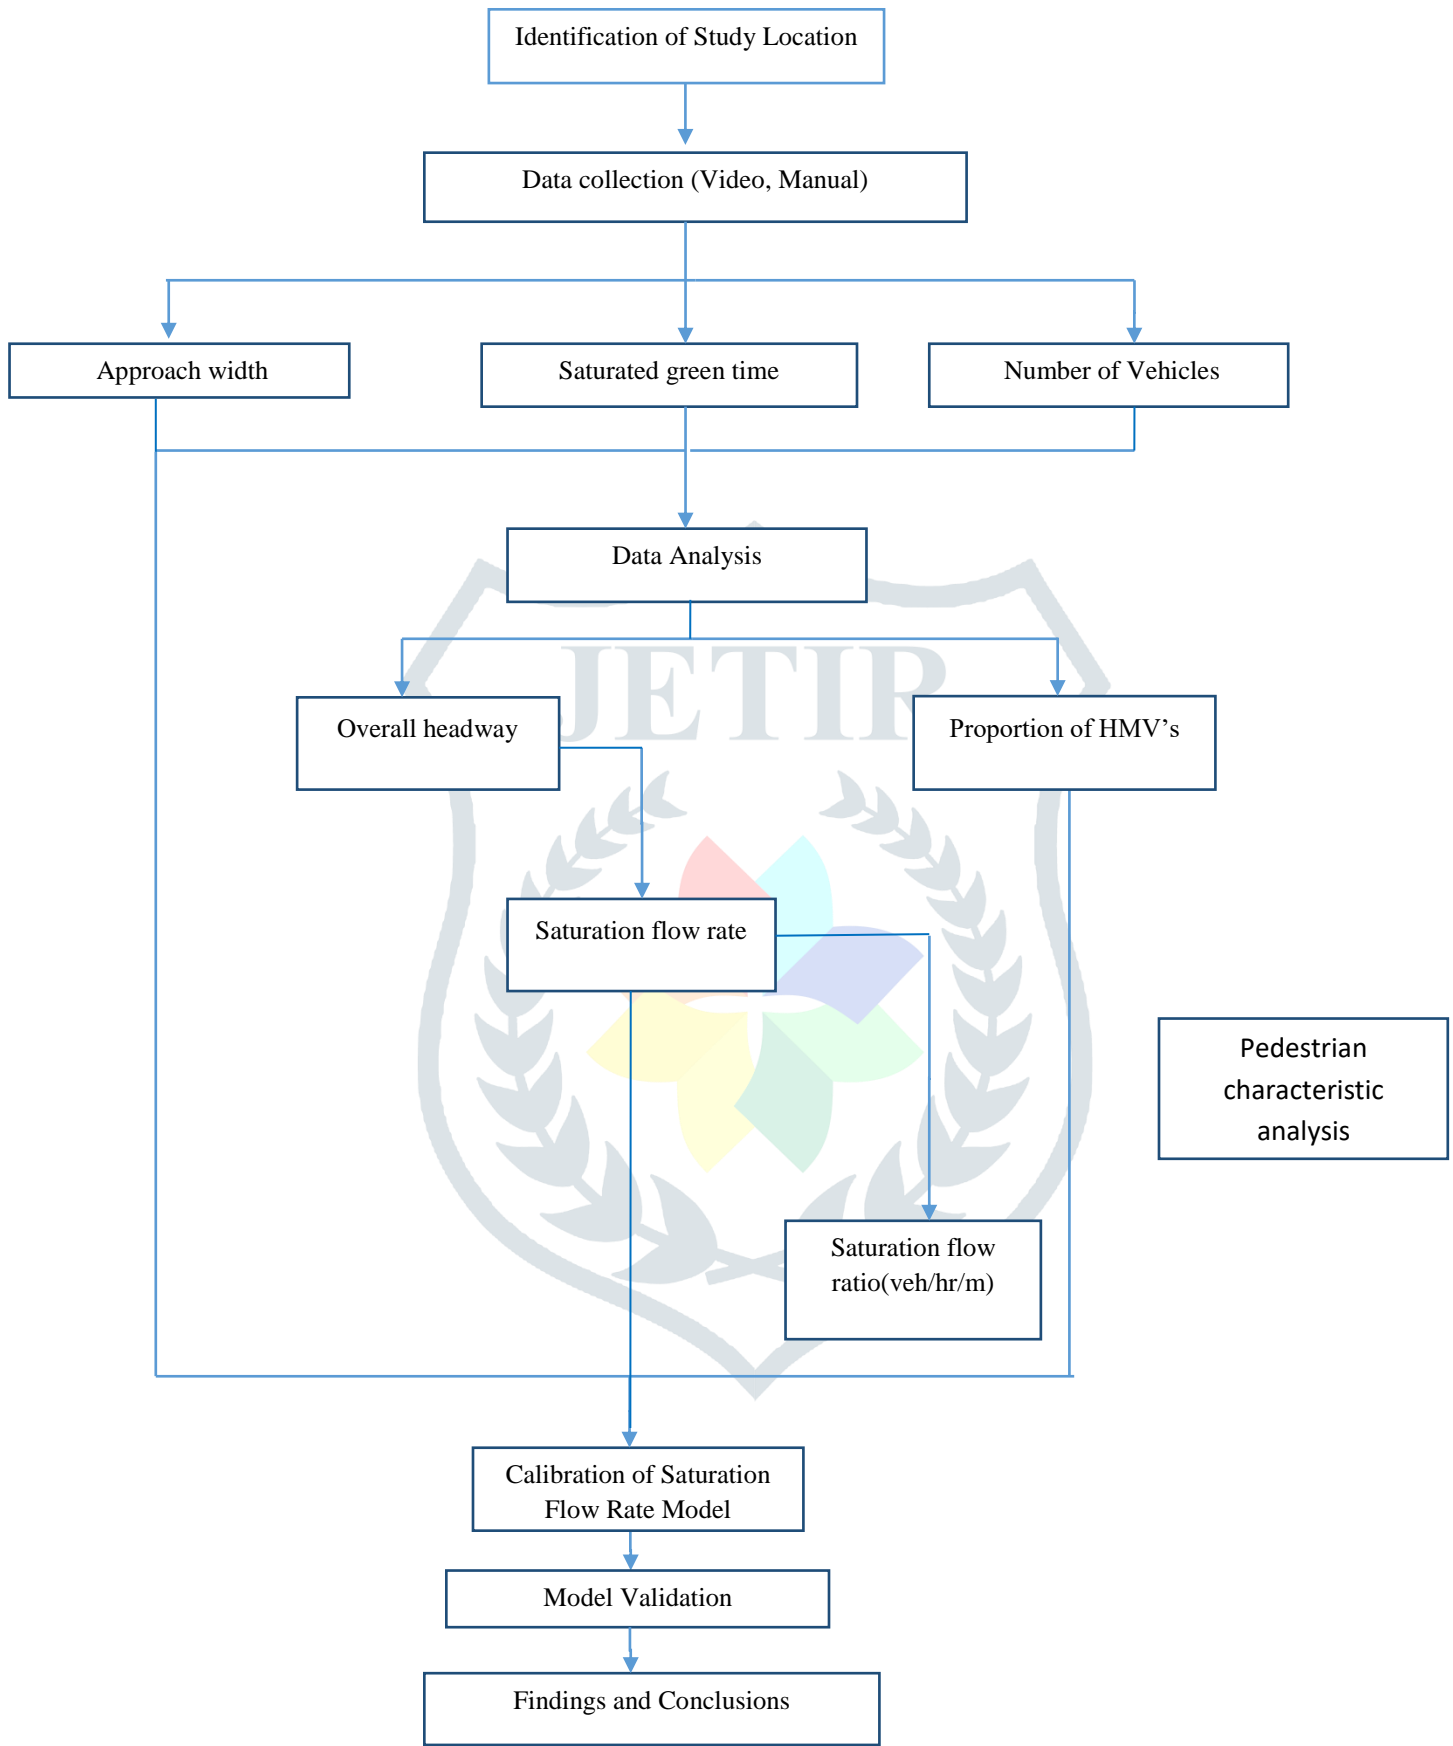 Identification of Study Location
Data collection (Video, Manual)
Approach width
Saturated green time
Number of Vehicles
Data Analysis
JETIR
Overall headway
Proportion of HMV’s
Saturation flow rate
Pedestrian
characteristic
analysis
Saturation flow
ratio(veh/hr/m)
Calibration of Saturation
Flow Rate Model
Model Validation
Findings and Conclusions